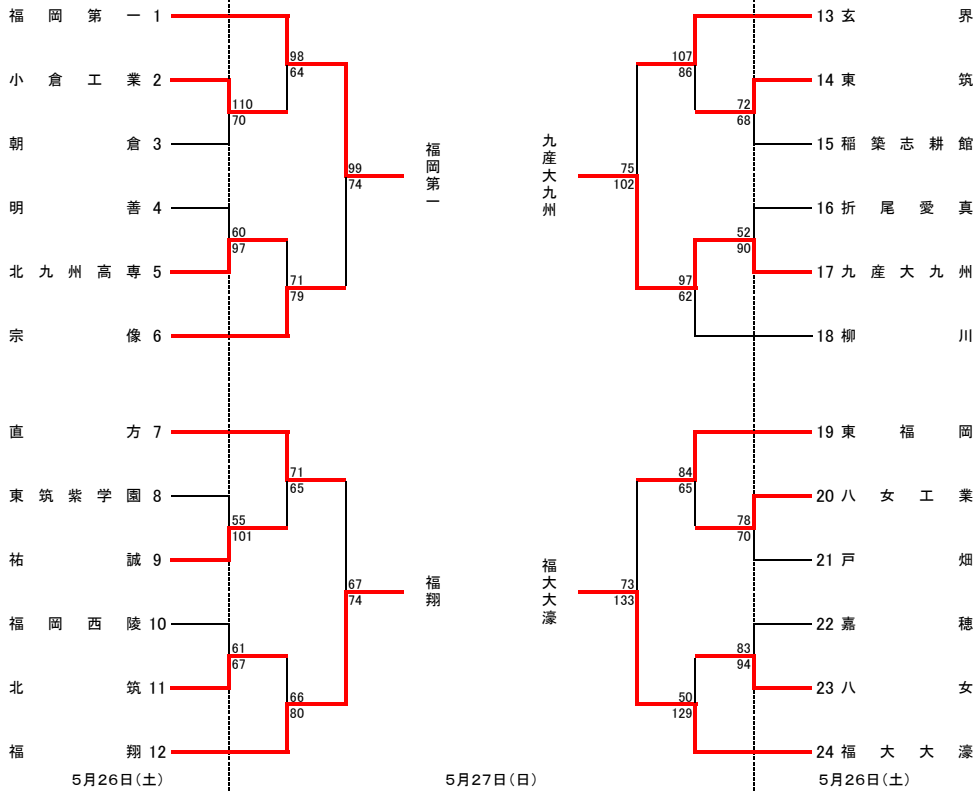 福岡第一 1
98
64
小倉工業 2
110
70
朝倉 3
99
74
福岡第一
明善 4
60
97
北九州高専 5
71
79
宗像 6
直方 7
71
65
東筑紫学園 8
55
101
祐誠 9
67
74
福翔
福岡西陵 10
61
67
北筑 11
66
80
福翔 12
13 玄界
107
86
14 東筑
72
68
15 稲築志耕館
九産大九州
75
102
16 折尾愛真
52
90
17 九産大九州
97
62
18 柳川
19 東福岡
84
65
20 八女工業
78
70
21 戸畑
福大大濠
73
133
22 嘉穂
83
94
23 八女
50
129
24 福大大濠
5月26日(土)
5月27日(日)
5月26日(土)